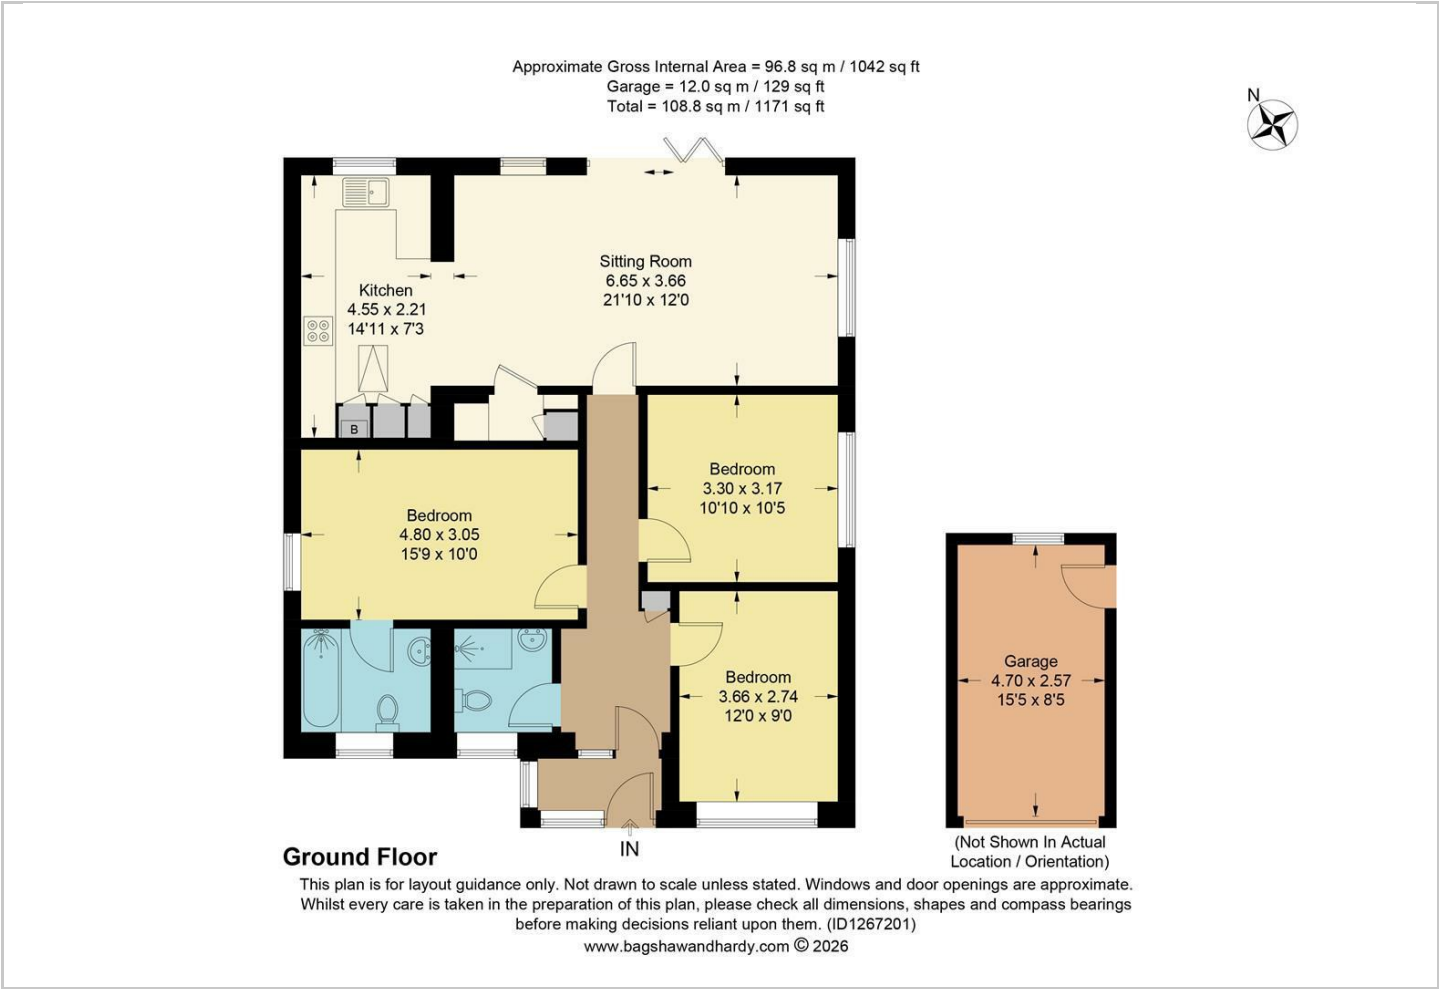 Approximate Gross Internal Area = 96.8 sq m / 1042 sq ft
Garage = 12.0 sq m / 129 sq ft
Total = 108.8 sq m / 1171 sq ft
N
Sitting Room
6.65 x 3.66
21'10 x 12'0
Kitchen
4.55 x 2.21
14'11 x 7'3
B
Bedroom
3.30 x 3.17
10'10 x 10'5
Bedroom
4.80 x 3.05
15'9 x 10'0
Bedroom
3.66 x 2.74
12'0 x 9'0
Garage
4.70 x 2.57
15'5 x 8'5
IN
(Not Shown In Actual
Location / Orientation)
Ground Floor
This plan is for layout guidance only. Not drawn to scale unless stated. Windows and door openings are approximate.
Whilst every care is taken in the preparation of this plan, please check all dimensions, shapes and compass bearings
before making decisions reliant upon them. (ID1267201)
www.bagshawandhardy.com © 2026